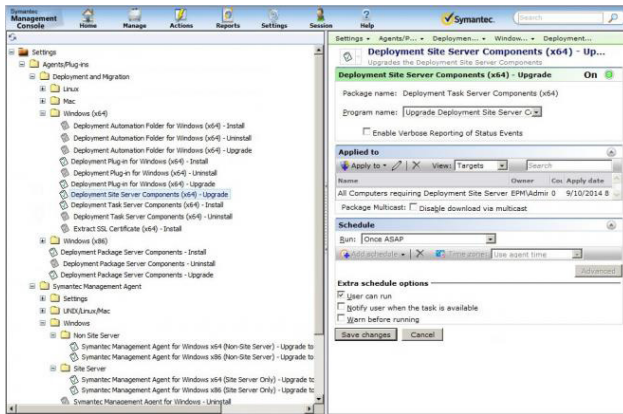 Symantec
Management
Console
Home
Manage
Actions
Reports
Settings
Session
Help
Symantec.
Search
Settings
Agents/Plug-ins
Deployment and Migration
Linux
Mac
Windows (x64)
Deployment Automation Folder for Windows (x64) - Install
Deployment Automation Folder for Windows (x64) - Uninstall
Deployment Automation Folder for Windows (x64) - Upgrade
Deployment Plug-in for Windows (x64) - Install
Deployment Plug-in for Windows (x64) - Uninstall
Deployment Plug-in for Windows (x64) - Upgrade
Deployment Site Server Components (x64) - Upgrade
Deployment Task Server Components (x64) - Install
Deployment Task Server Components (x64) - Uninstall
Extract SSL Certificate (x64) - Install
Windows (x86)
Deployment Package Server Components - Install
Deployment Package Server Components - Uninstall
Deployment Package Server Components - Upgrade
Symantec Management Agent
Settings
UNIX/Linux/Mac
Windows
Non Site Server
Symantec Management Agent for Windows x64 (Non-Site Server) - Upgrade to
Symantec Management Agent for Windows x86 (Non-Site Server) - Upgrade to
Site Server
Symantec Management Agent for Windows x64 (Site Server Only) - Upgrade to
Symantec Management Agent for Windows x86 (Site Server Only) - Upgrade to
Symantec Management Agent for Windows - Uninstall
Settings Agents/P... Deploymen... Window... Deployment...
Deployment Site Server Components (x64) - Up...
Upgrades the Deployment Site Server Components
Deployment Site Server Components (x64) - Upgrade On
Package name: Deployment Task Server Components (x64)
Program name: Upgrade Deployment Site Server C
Enable Verbose Reporting of Status Events
Applied to
Apply to View: Targets Search
Name Owner Cou Apply date
All Computers requiring Deployment Site Server EPM\Admir 0 9/10/2014 8
Package Multicast: Disable download via multicast
Schedule
Run: Once ASAP
Add schedule Time zone: Use agent time
Advanced
Extra schedule options
User can run
Notify user when the task is available
Warn before running
Save changes Cancel